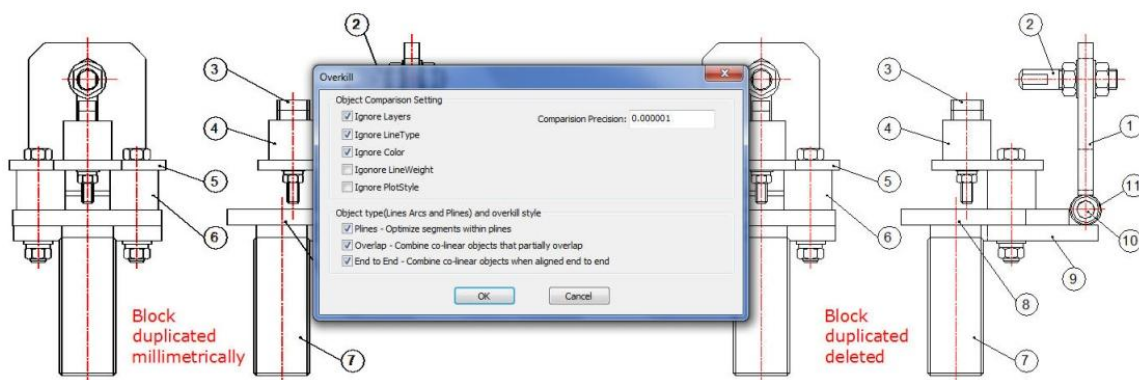 2
3
4
5
6
7
Block
duplicated
millimetrically
Overkill
Object Comparison Setting
Ignore Layers
Comparision Precision: 0.000001
Ignore LineType
Ignore Color
Igonore LineWeight
Ignore PlotStyle
Object type(Lines Arcs and Plines) and overkill style
Plines - Optimize segments within plines
Overlap - Combine co-linear objects that partially overlap
End to End - Combine co-linear objects when aligned end to end
OK
Cancel
2
3
4
1
5
11
6
10
9
8
Block
duplicated
deleted
7